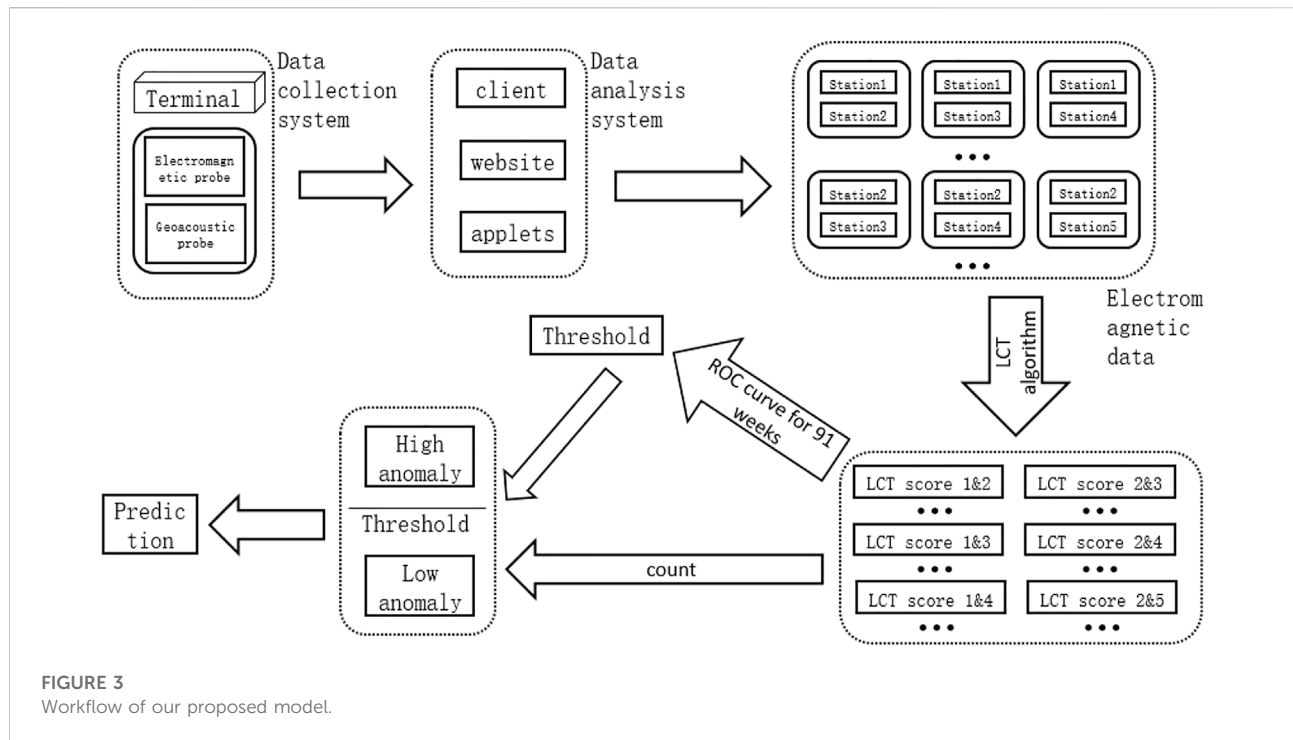 Terminal
Electromagn
etic probe
Geoacoustic
probe
Data
collection
system
client
website
applets
Data
analysis
system
Station1
Station2
Station1
Station3
Station1
Station4
•••
Station2
Station3
Station2
Station4
Station2
Station5
•••
Electrom
agnetic
data
LCT
algorithm
LCT score 1&2
•••
LCT score 1&3
•••
LCT score 1&4
•••
LCT score 2&3
•••
LCT score 2&4
•••
LCT score 2&5
•••
ROC curve for 91
weeks
Threshold
count
High
anomaly
Threshold
Low
anomaly
Predic
tion
FIGURE 3
Workflow of our proposed model.